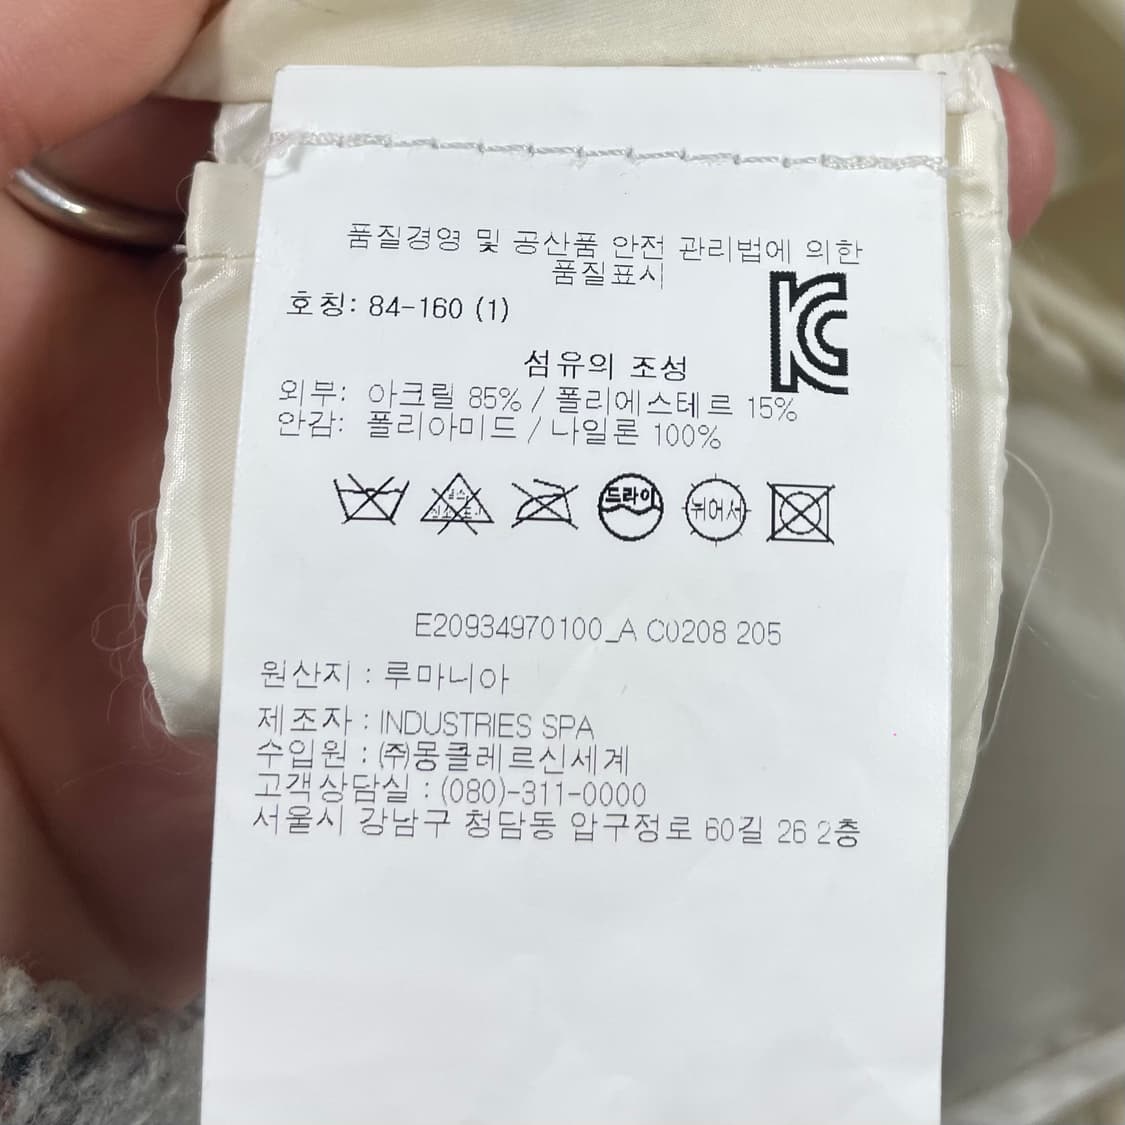 품질경영 및 공산품 안전 관리법에 의한
품질표시
호칭: 84-160 (1)
섬유의 조성
외부: 아크릴 85% / 폴리에스테르 15%
안감: 폴리아미드 / 나일론 100%
드라이
뉘어서
E20934970100_A C0208 205
원산지 : 루마니아
제조자 : INDUSTRIES SPA
수입원 : ㈜몽클레르신세계
고객상담실 : (080)-311-0000
서울시 강남구 청담동 압구정로 60길 26 2층